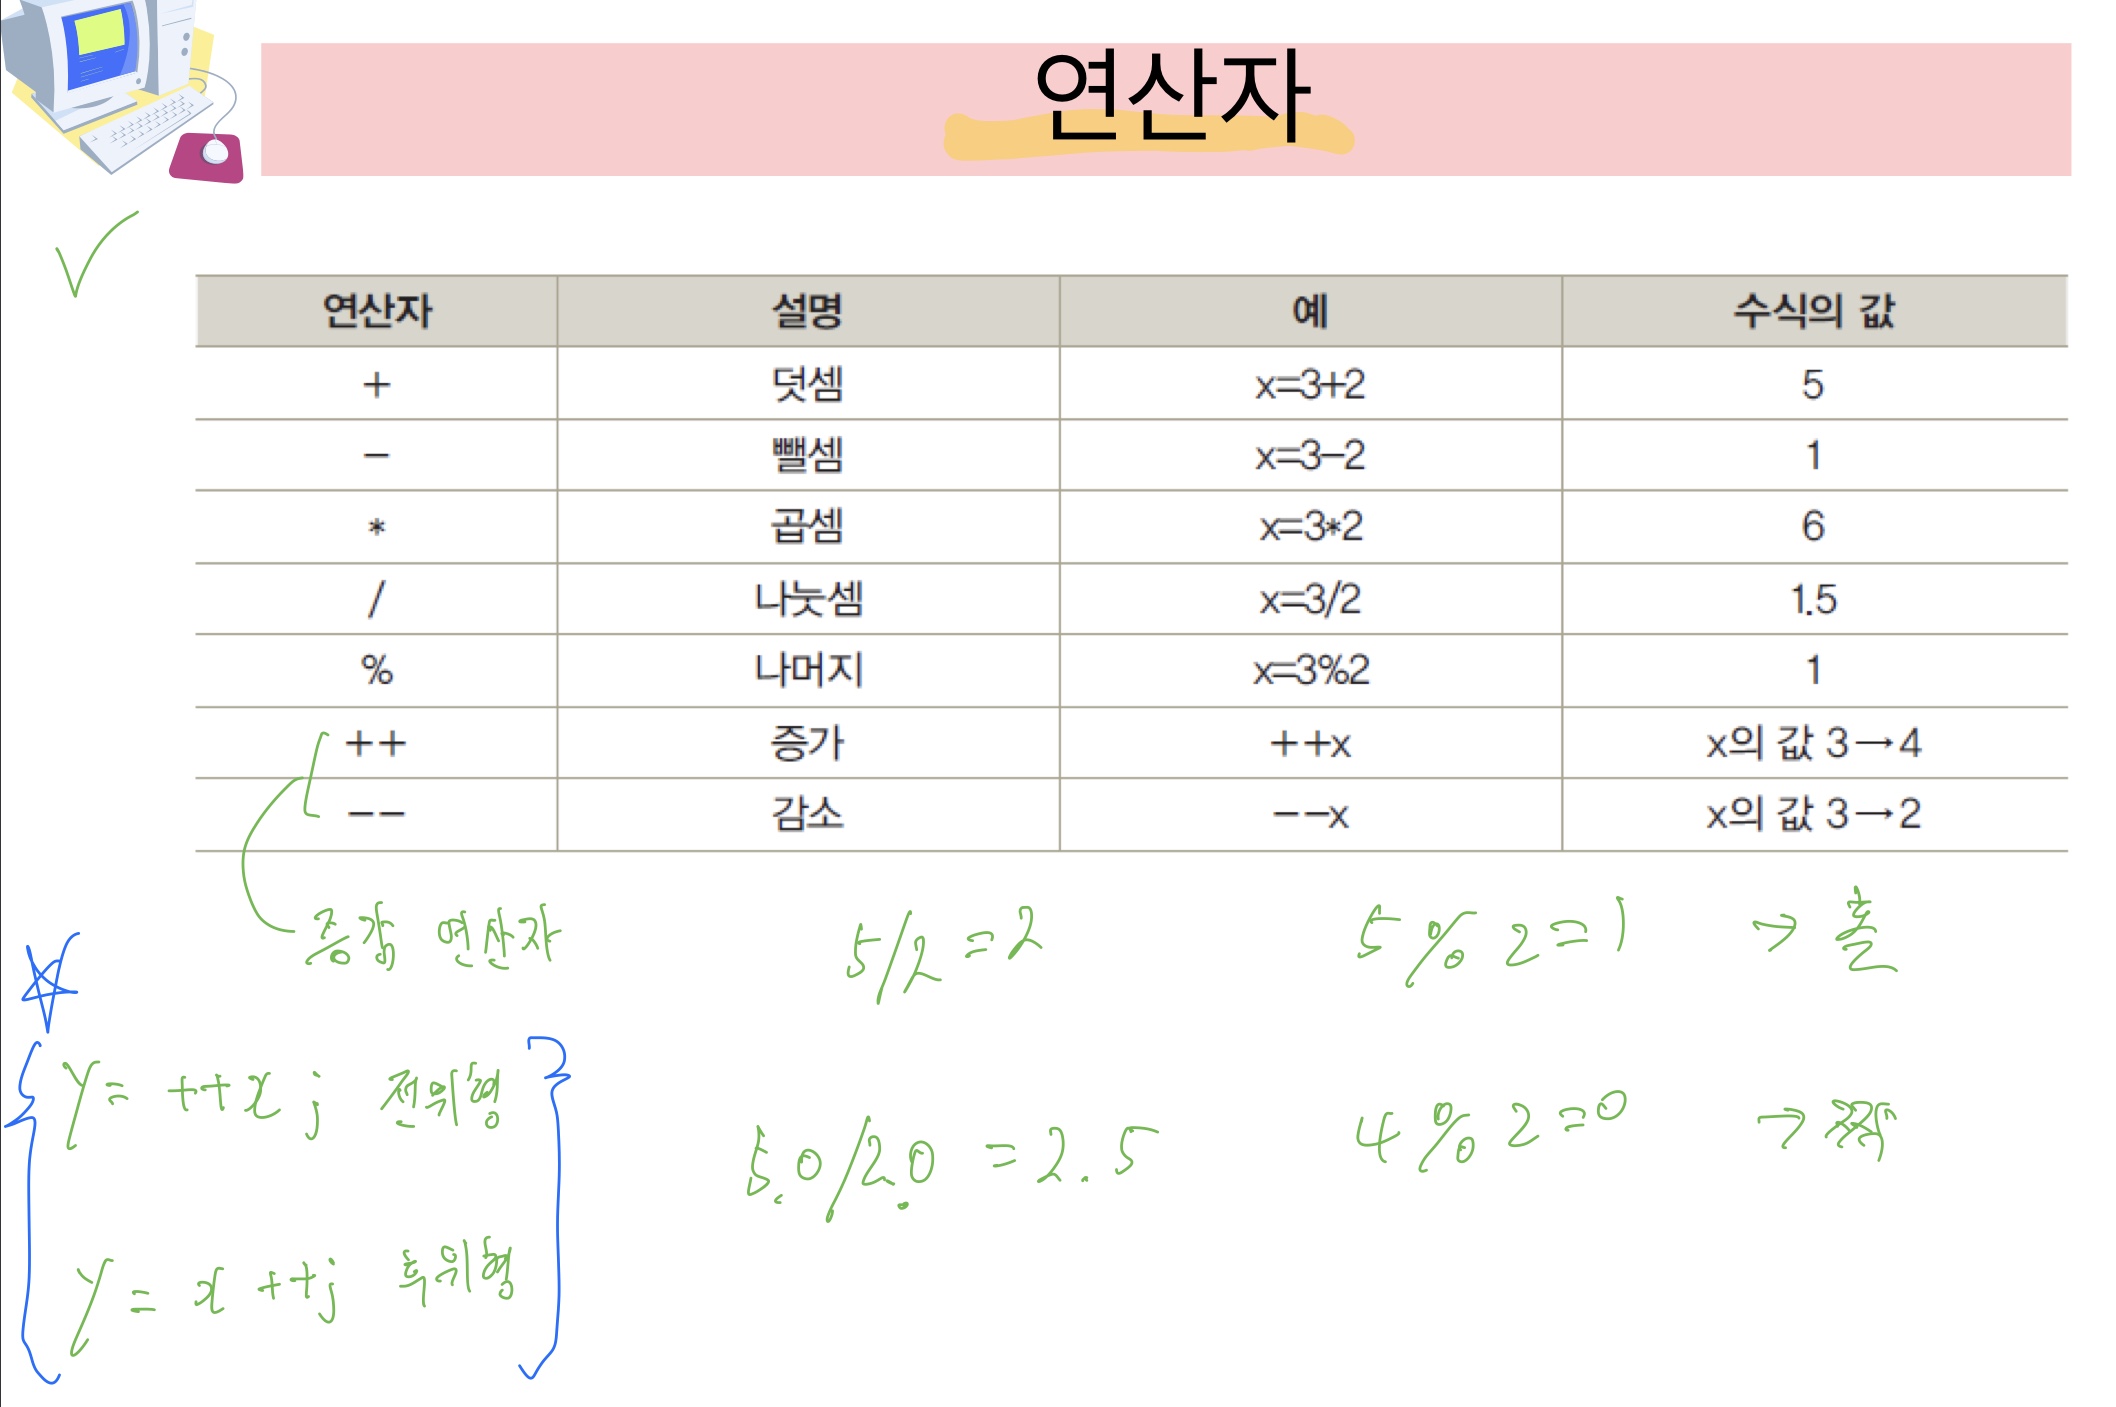 연산자
연산자 설명 예 수식의 값
+ 덧셈 x=3+2 5
− 뺄셈 x=3−2 1
* 곱셈 x=3*2 6
/ 나눗셈 x=3/2 1.5
% 나머지 x=3%2 1
++ 증가 ++x x의 값 3→4
−− 감소 −−x x의 값 3→2
증감 연산자 5/2=2 5%2=1 → 홀
y=++x; 전위형 5.0/2.0=2.5 4%2=0 → 짝
y=x++; 후위형